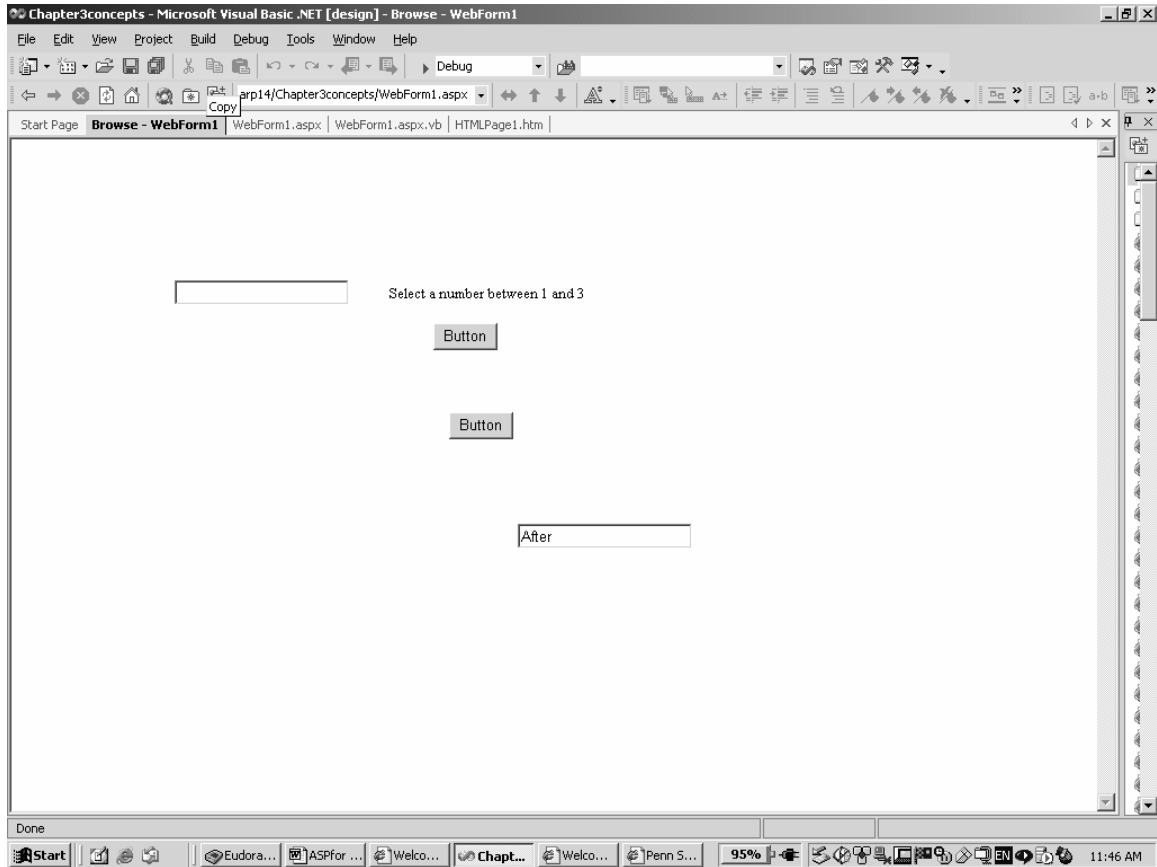 Chapter3concepts - Microsoft Visual Basic .NET [design] - Browse - WebForm1
File Edit View Project Build Debug Tools Window Help
Debug
arp14/Chapter3concepts/WebForm1.aspx
a·b
Copy
Start Page Browse - WebForm1 WebForm1.aspx WebForm1.aspx.vb HTMLPage1.htm
Select a number between 1 and 3
Button
Button
After
Done
Start Eudora... ASPfor ... Welco... Chapt... Welco... Penn S... 95% EN 11:46 AM